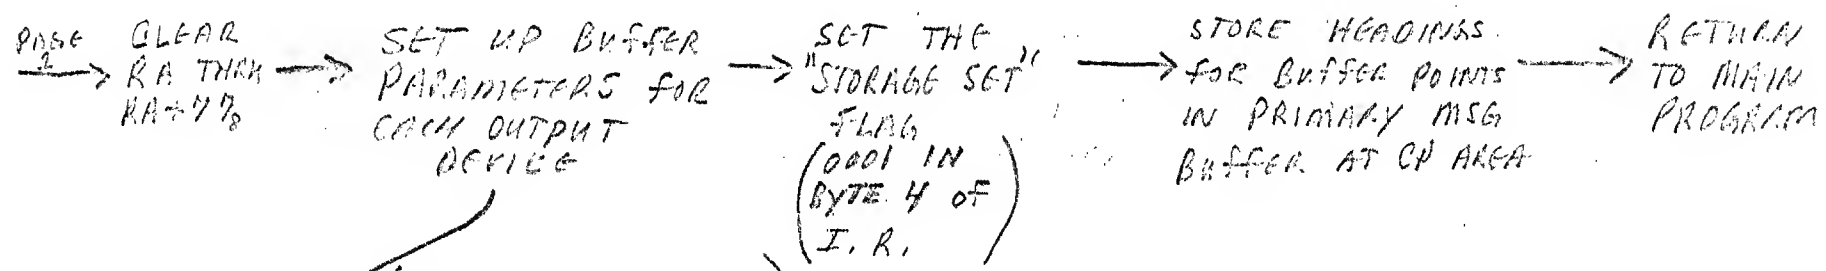 PAGE
2
CLEAR
RA THRU
RA+77₈
SET UP BUFFER
PARAMETERS FOR
EACH OUTPUT
DEVICE
SET THE
"STORAGE SET"
FLAG
(0001 IN
BYTE 4 OF
I.R.)
STORE HEADINGS
FOR BUFFER POINTS
IN PRIMARY MSG
BUFFER AT CP AREA
RETURN
TO MAIN
PROGRAM